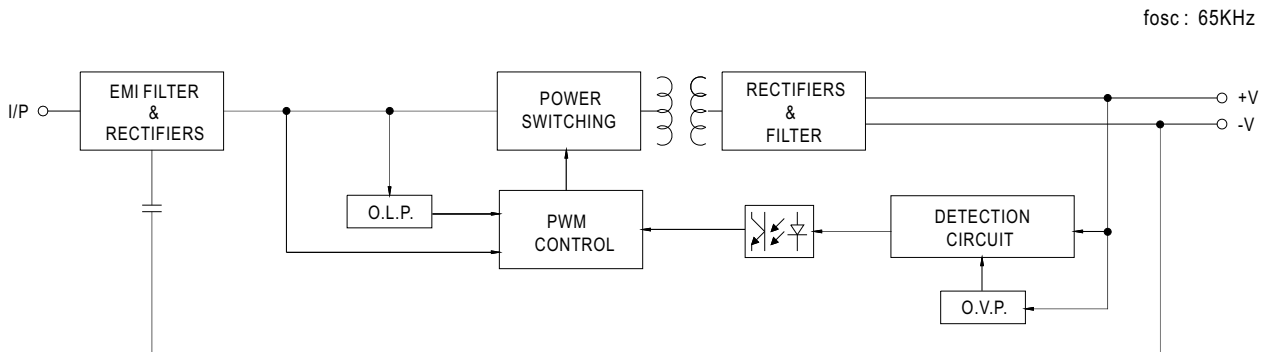 fosc : 65KHz
I/P
EMI FILTER
&
RECTIFIERS
POWER
SWITCHING
RECTIFIERS
&
FILTER
+V
-V
O.L.P.
PWM
CONTROL
DETECTION
CIRCUIT
O.V.P.